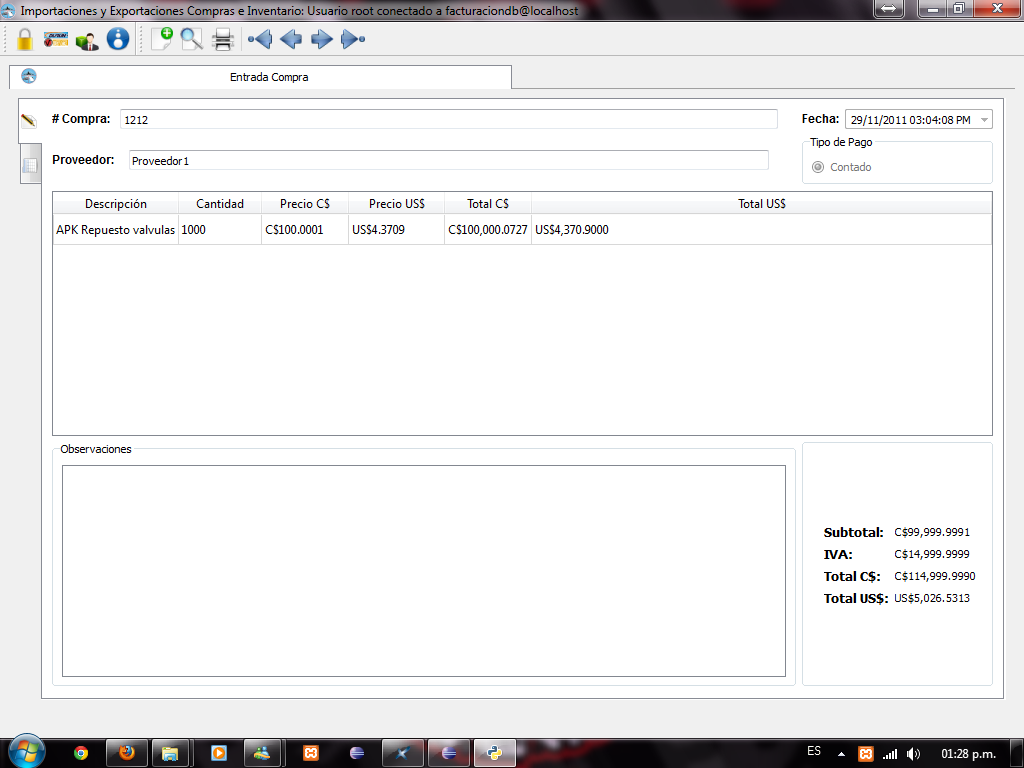 Importaciones y Exportaciones Compras e Inventario: Usuario root conectado a facturaciondb@localhost
Entrada Compra
# Compra: 1212
Fecha: 29/11/2011 03:04:08 PM
Proveedor: Proveedor1
Tipo de Pago
Contado
Descripción Cantidad Precio C$ Precio US$ Total C$ Total US$
APK Repuesto valvulas 1000 C$100.0001 US$4.3709 C$100,000.0727 US$4,370.9000
Observaciones
Subtotal: C$99,999.9991
IVA: C$14,999.9999
Total C$: C$114,999.9990
Total US$: US$5,026.5313
ES 01:28 p.m.